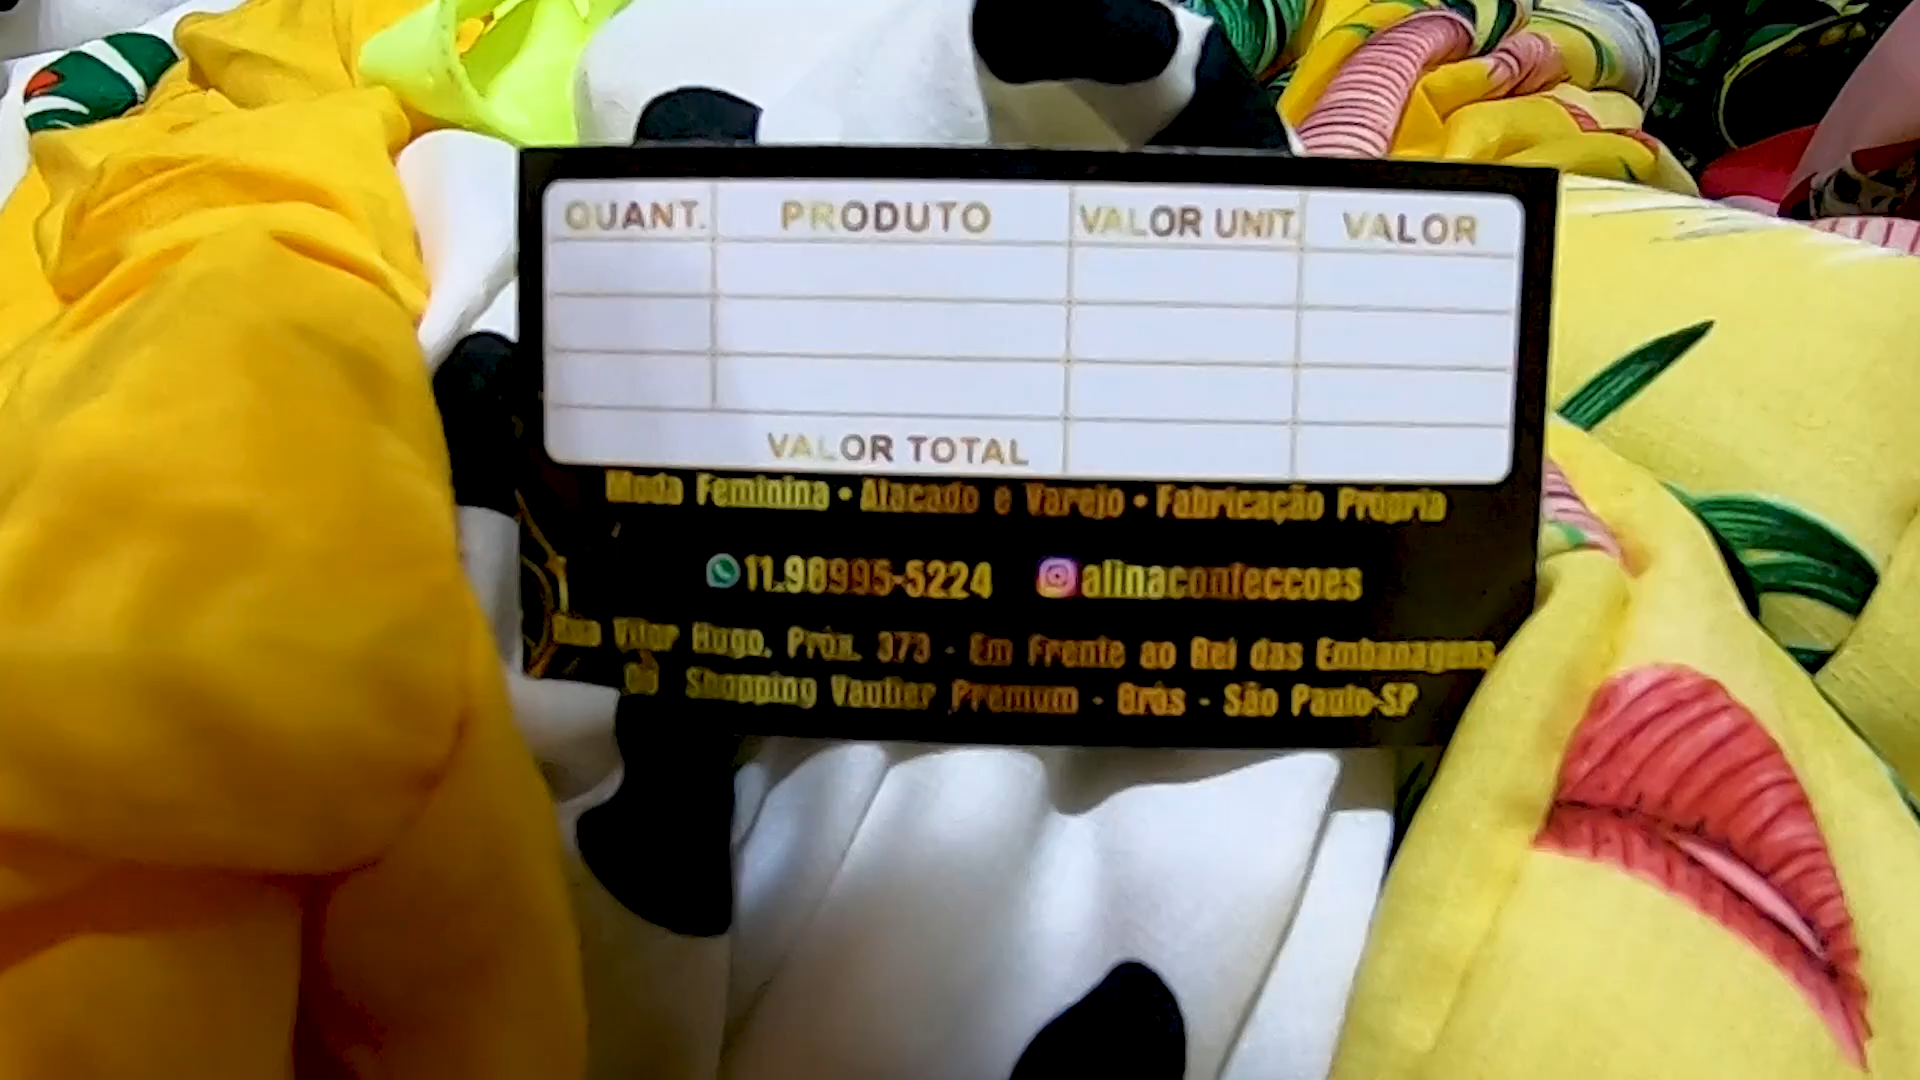 QUANT. PRODUTO VALOR UNIT. VALOR
VALOR TOTAL
Moda Feminina • Atacado e Varejo • Fabricação Própria
11.98995-5224 alinaconfeccoes
Rua Vitor Hugo, Próx. 373 - Em Frente ao Rei das Embanagens
Shopping Vautier Premium - Brás - São Paulo-SP